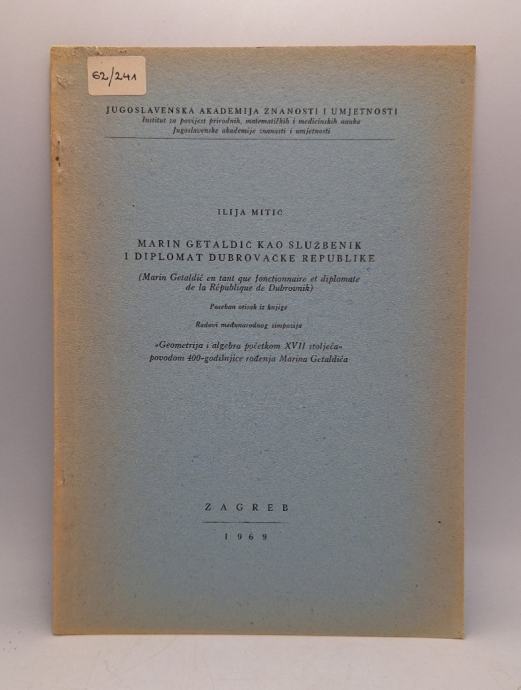 62/241
JUGOSLAVENSKA AKADEMIJA ZNANOSTI I UMJETNOSTI
Institut za povijest prirodnih, matematičkih i medicinskih nauka
Jugoslavenske akademije znanosti i umjetnosti
ILIJA MITIĆ
MARIN GETALDIĆ KAO SLUŽBENIK
I DIPLOMAT DUBROVAČKE REPUBLIKE
(Marin Getaldić en tant que fonctionnaire et diplomate
de la République de Dubrovnik)
Poseban otisak iz knjige
Radovi međunarodnog simpozija
»Geometrija i algebra početkom XVII stoljeća«
povodom 400-godišnjice rođenja Marina Getaldića
ZAGREB
1969